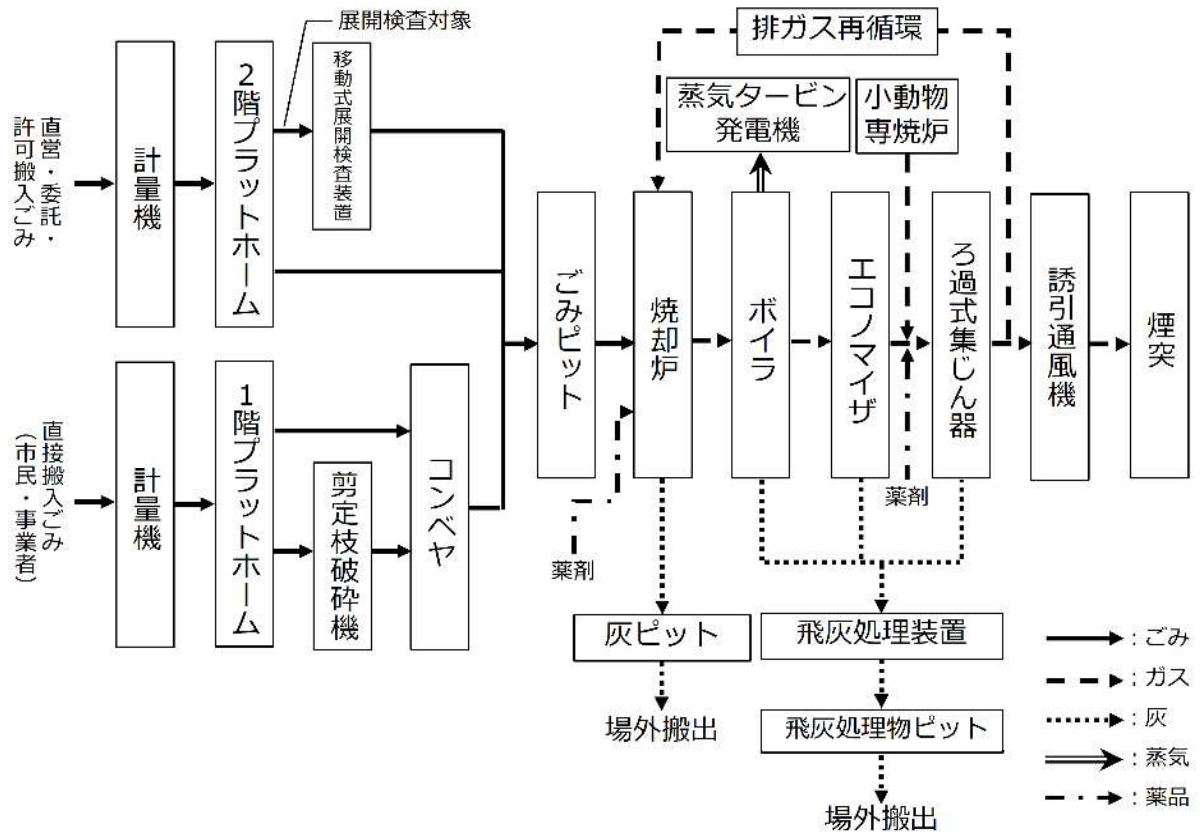 展開検査対象
直営・委託・
許可搬入ごみ
計量機
2階プラットホーム
移動式展開検査装置
直接搬入ごみ
(市民・事業者)
計量機
1階プラットホーム
剪定枝破砕機
コンベヤ
ごみピット
焼却炉
薬剤
排ガス再循環
蒸気タービン
発電機
小動物
専焼炉
ボイラ
エコノマイザ
薬剤
ろ過式集じん器
誘引通風機
煙突
灰ピット
場外搬出
飛灰処理装置
飛灰処理物ピット
場外搬出
:ごみ
:ガス
:灰
:蒸気
:薬品